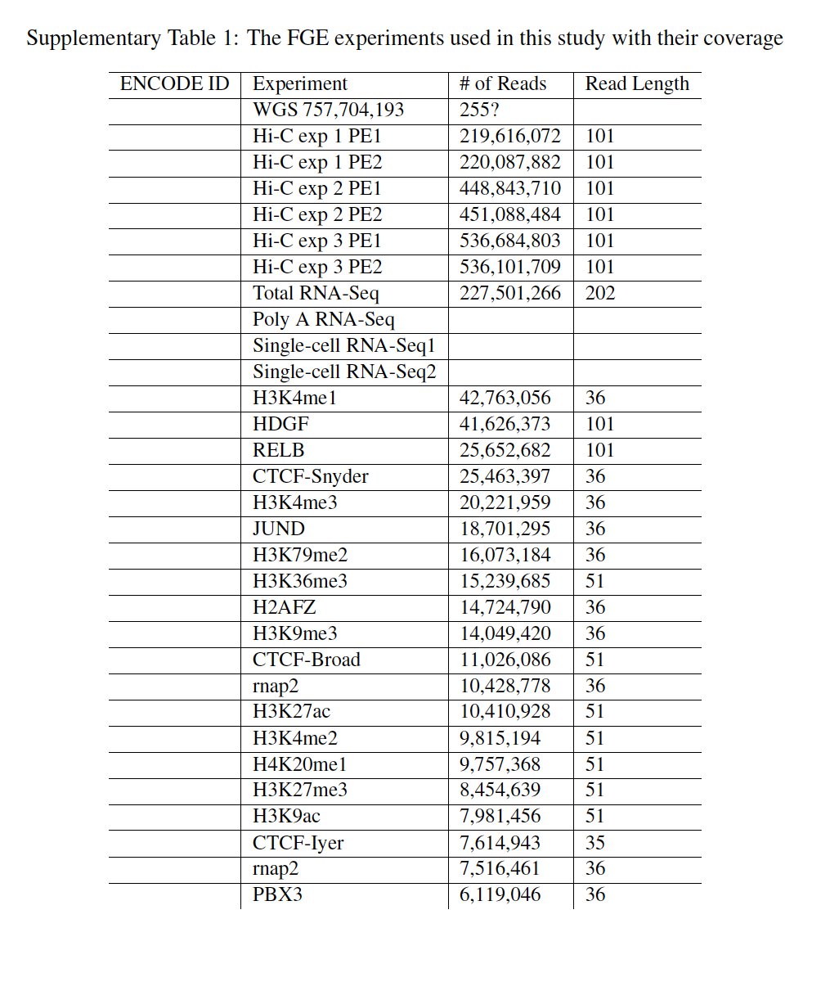 Supplementary Table 1: The FGE experiments used in this study with their coverage
ENCODE ID Experiment # of Reads Read Length
WGS 757,704,193 255?
Hi-C exp 1 PE1 219,616,072 101
Hi-C exp 1 PE2 220,087,882 101
Hi-C exp 2 PE1 448,843,710 101
Hi-C exp 2 PE2 451,088,484 101
Hi-C exp 3 PE1 536,684,803 101
Hi-C exp 3 PE2 536,101,709 101
Total RNA-Seq 227,501,266 202
Poly A RNA-Seq
Single-cell RNA-Seq1
Single-cell RNA-Seq2
H3K4me1 42,763,056 36
HDGF 41,626,373 101
RELB 25,652,682 101
CTCF-Snyder 25,463,397 36
H3K4me3 20,221,959 36
JUND 18,701,295 36
H3K79me2 16,073,184 36
H3K36me3 15,239,685 51
H2AFZ 14,724,790 36
H3K9me3 14,049,420 36
CTCF-Broad 11,026,086 51
rnap2 10,428,778 36
H3K27ac 10,410,928 51
H3K4me2 9,815,194 51
H4K20me1 9,757,368 51
H3K27me3 8,454,639 51
H3K9ac 7,981,456 51
CTCF-Iyer 7,614,943 35
rnap2 7,516,461 36
PBX3 6,119,046 36